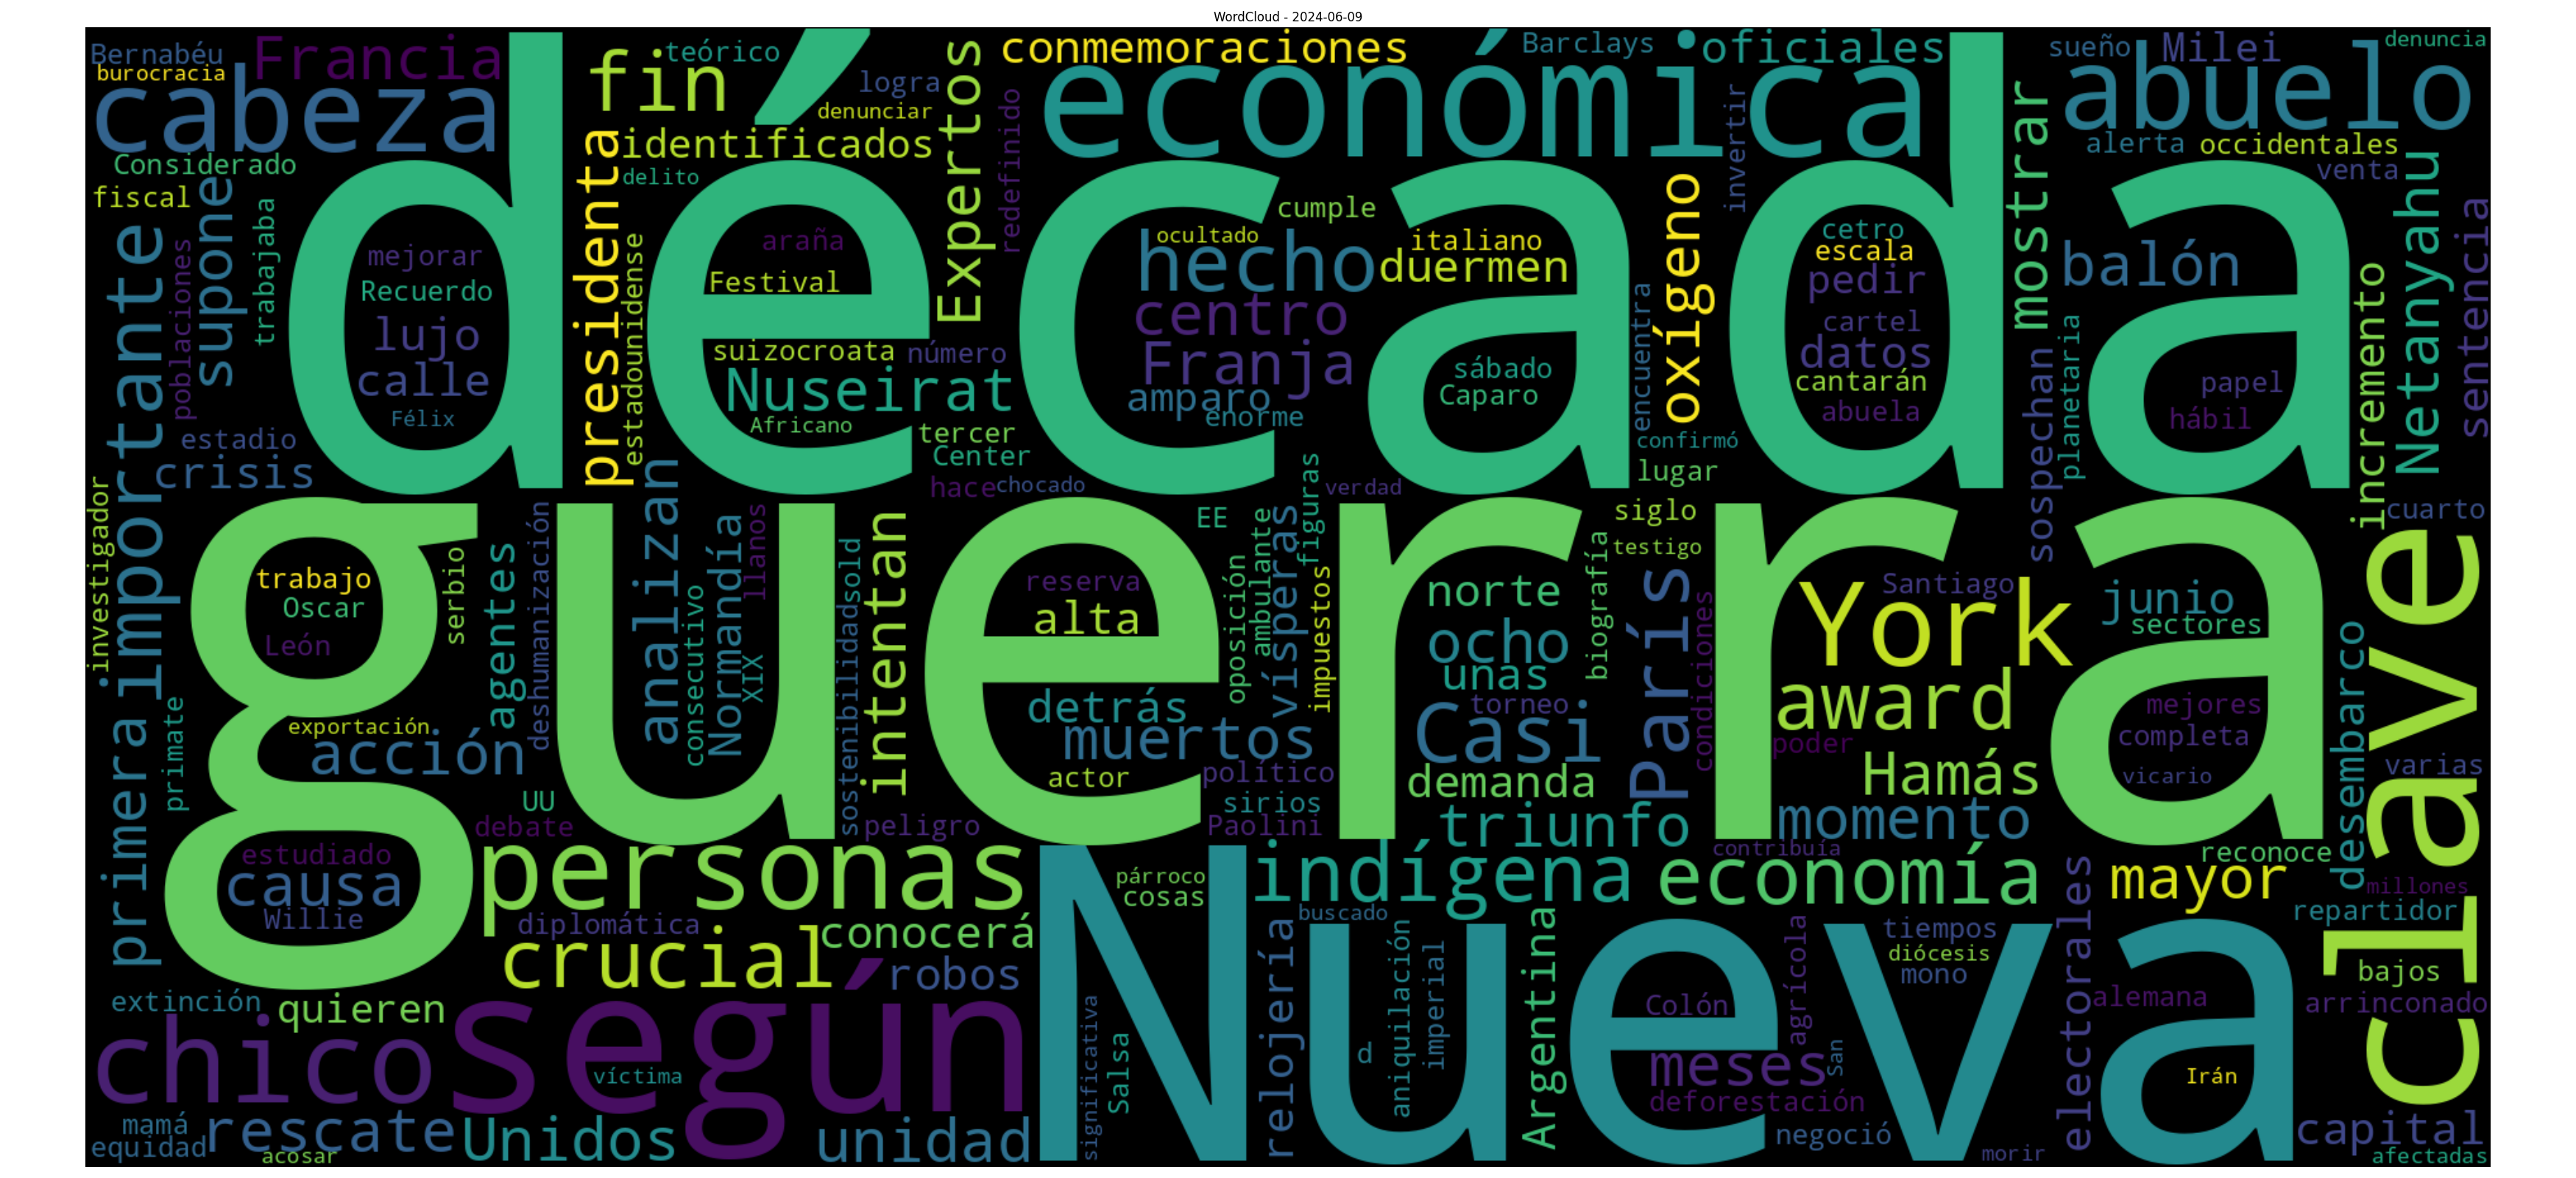 WordCloud - 2024-06-09
Bernabéu
burocracia
Francia
cabeza
fin
teórico
logra
denunciar
identificados
delito
Expertos
redefinido
conmemoraciones
económica
Barclays
oficiales
invertir
sueño
Milei
denuncia
abuelo
alerta
occidentales
venta
Considerado
fiscal
supone
trabajaba
poblaciones
importante
década
presidenta
estadounidense
mejorar
Recuerdo
lujo
calle
Félix
araña
Festival
suizocroata
número
Nuseirat
Africano
tercer
Center
hace
chocado
cumple
ocultado
hecho
italiano
duermen
centro
Franja
amparo
enorme
sábado
Caparo
oxígeno
encuentra
confirmó
lugar
cetro
escala
pedir
cartel
datos
cantarán
abuela
mostrar
balón
planetaria
sospechan
papel
hábil
incremento
Netanyahu
sentencia
cuarto
estadio
crisis
investigador
verdad
siglo
testigo
guerra
trabajo
Oscar
León
serbio
agentes
deshumanización
analizan
consecutivo
Normandía
XIX
llanos
sold
sostenibilidad
intentan
EE
reserva
alta
detrás
muertos
actor
político
sirios
Paolini
peligro
oposición
ambulante
vísperas
figuras
impuestos
norte
ocho
unas
torneo
Casi
demanda
triunfo
biografía
París
condiciones
Santiago
York
award
poder
Hamás
momento
junio
sectores
mejores
completa
vicario
desembarco
clave
varias
primera
primate
exportación
acción
UU
debate
estudiado
causa
Willie
personas
diplomática
crucial
conocerá
robos
párroco
cosas
indígena
buscado
contribuía
economía
mayor
reconoce
millones
repartidor
bajos
arrinconado
electorales
alemana
extinción
quieren
chico
según
víctima
significativa
Salsa
Nueva
relojería
d
aniquilación
imperial
Argentina
Colón
agrícola
tiempos
diócesis
mono
meses
San
deforestación
negoció
morir
Irán
capital
afectadas
mamá
equidad
rescate
acosar
Unidos
unidad